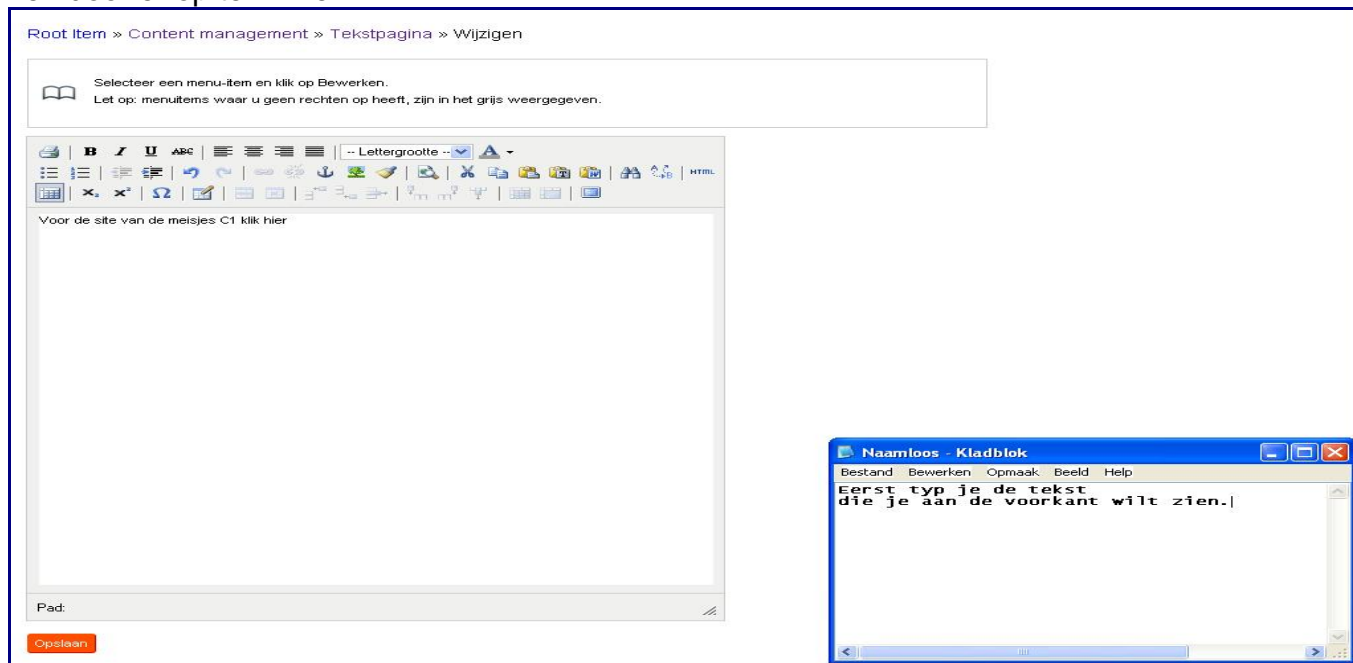 Root Item » Content management » Tekstpagina » Wijzigen
Selecteer een menu-item en klik op Bewerken.
Let op: menuitems waar u geen rechten op heeft, zijn in het grijs weergegeven.
B I U ABC -- Lettergrootte -- A
HTML
Voor de site van de meisjes C1 klik hier
Pad:
Opslaan
Naamloos - Kladblok
Bestand Bewerken Opmaak Beeld Help
Eerst typ je de tekst
die je aan de voorkant wilt zien.